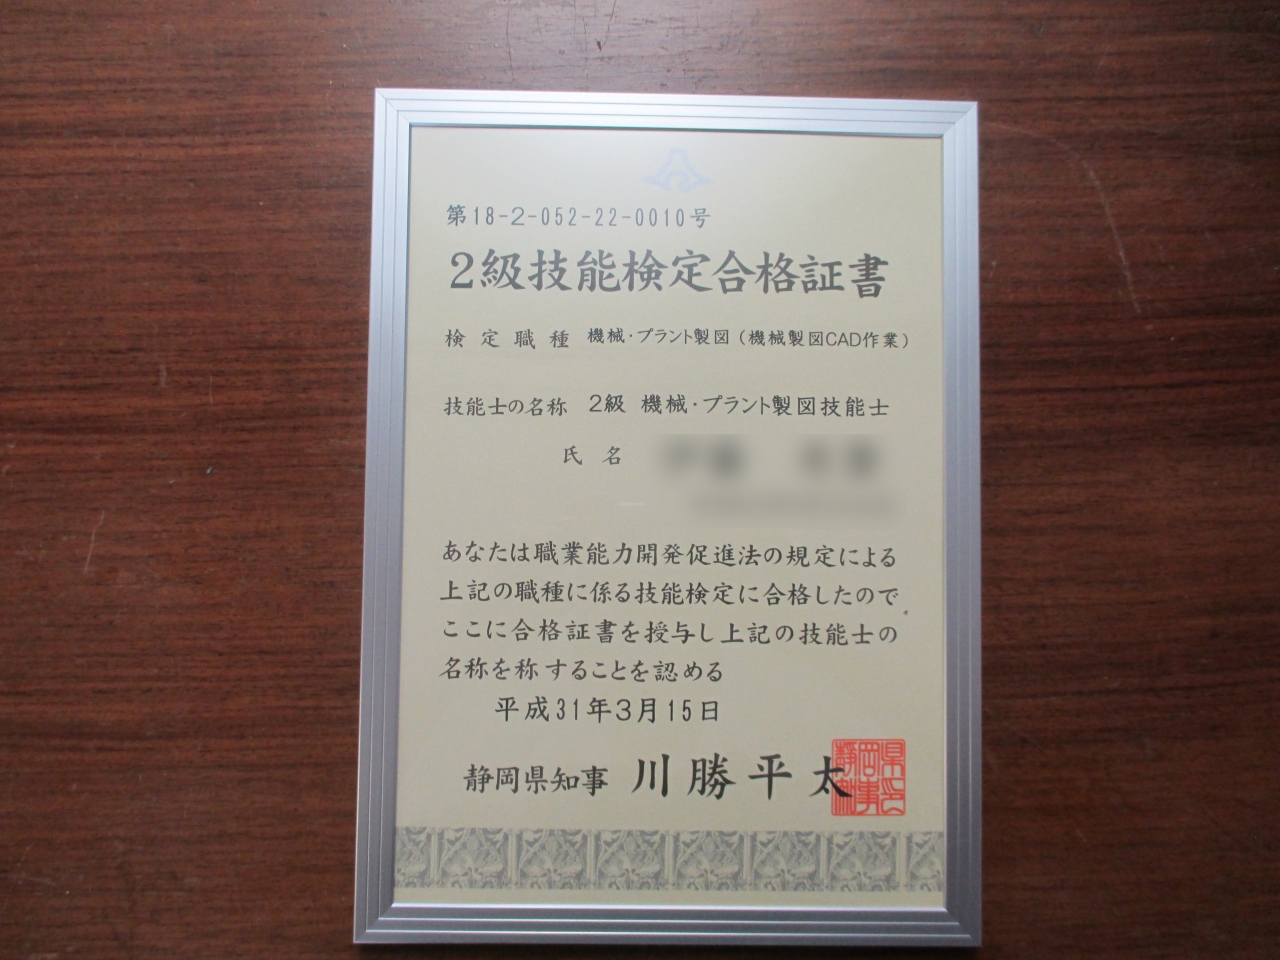 第18-2-052-22-0010号
2級技能検定合格証書
検定職種 機械・プラント製図(機械製図CAD作業)
技能士の名称 2級 機械・プラント製図技能士
氏名
あなたは職業能力開発促進法の規定による
上記の職種に係る技能検定に合格したので
ここに合格証書を授与し上記の技能士の
名称を称することを認める
平成31年3月15日
静岡県知事 川勝平太